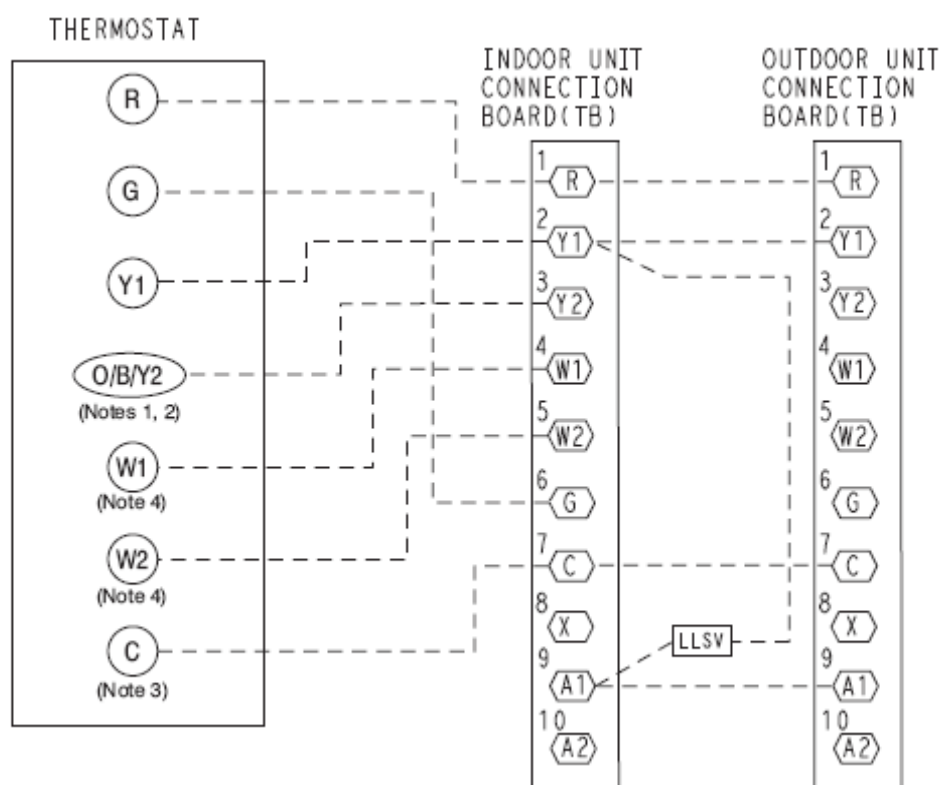 THERMOSTAT
R
G
Y1
O/B/Y2
(Notes 1, 2)
W1
(Note 4)
W2
(Note 4)
C
(Note 3)
INDOOR UNIT
CONNECTION
BOARD(TB)
1
R
2
Y1
3
Y2
4
W1
5
W2
6
G
7
C
8
X
9
A1
10
A2
LLSV
OUTDOOR UNIT
CONNECTION
BOARD(TB)
1
R
2
Y1
3
Y2
4
W1
5
W2
6
G
7
C
8
X
9
A1
10
A2